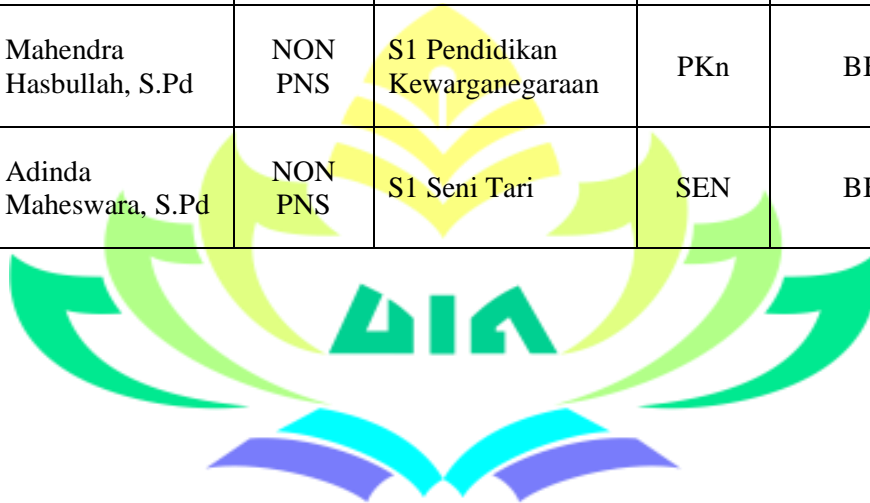 Mahendra
Hasbullah, S.Pd
NON
PNS
S1 Pendidikan
Kewarganegaraan
PKn
Adinda
Maheswara, S.Pd
NON
PNS
S1 Seni Tari
SEN
UIN